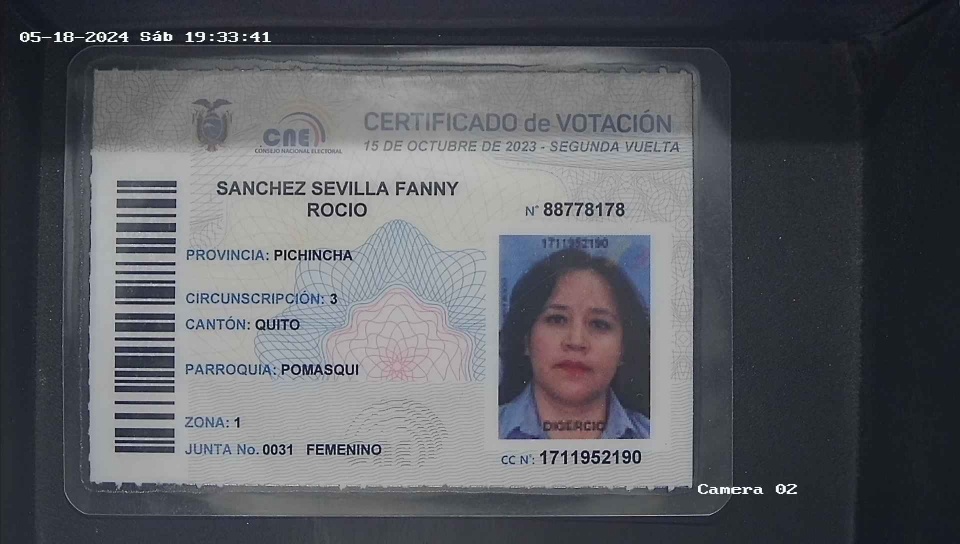 05-18-2024 Sáb 19:33:41
CNE
CONSEJO NACIONAL ELECTORAL
CERTIFICADO de VOTACIÓN
15 DE OCTUBRE DE 2023 - SEGUNDA VUELTA
SANCHEZ SEVILLA FANNY
ROCIO
N° 88778178
PROVINCIA: PICHINCHA
CIRCUNSCRIPCIÓN: 3
CANTÓN: QUITO
PARROQUIA: POMASQUI
ZONA: 1
JUNTA No. 0031 FEMENINO
1711952190
CC N°: 1711952190
Camera 02